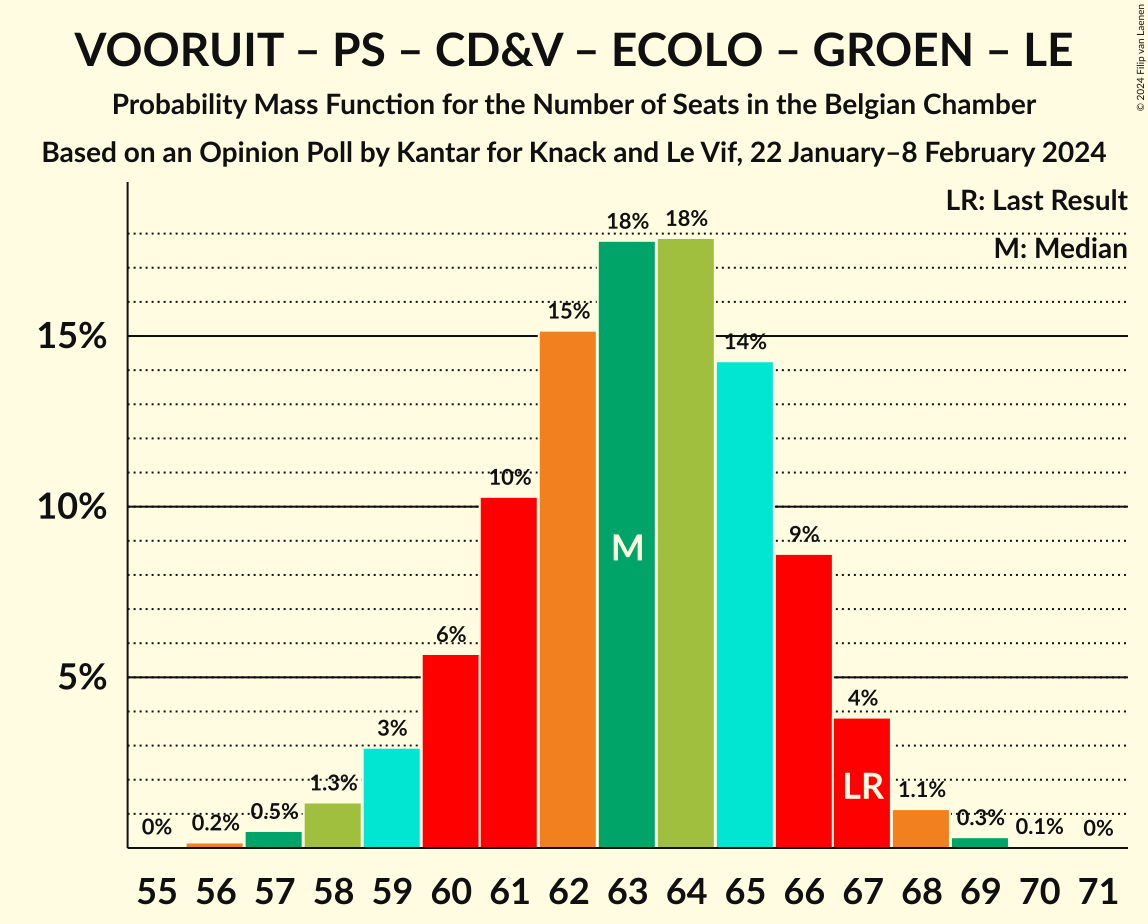 VOORUIT – PS – CD&V – ECOLO – GROEN – LE
Probability Mass Function for the Number of Seats in the Belgian Chamber
Based on an Opinion Poll by Kantar for Knack and Le Vif, 22 January–8 February 2024
© 2024 Filip van Laenen
LR: Last Result
M: Median
18% 18%
15%
15%
14%
10%
10%
9%
M
6%
5%
4%
3%
LR
1.3%
1.1%
0.5%
0.3%
0% 0.2%
0.1% 0%
55 56 57 58 59 60 61 62 63 64 65 66 67 68 69 70 71